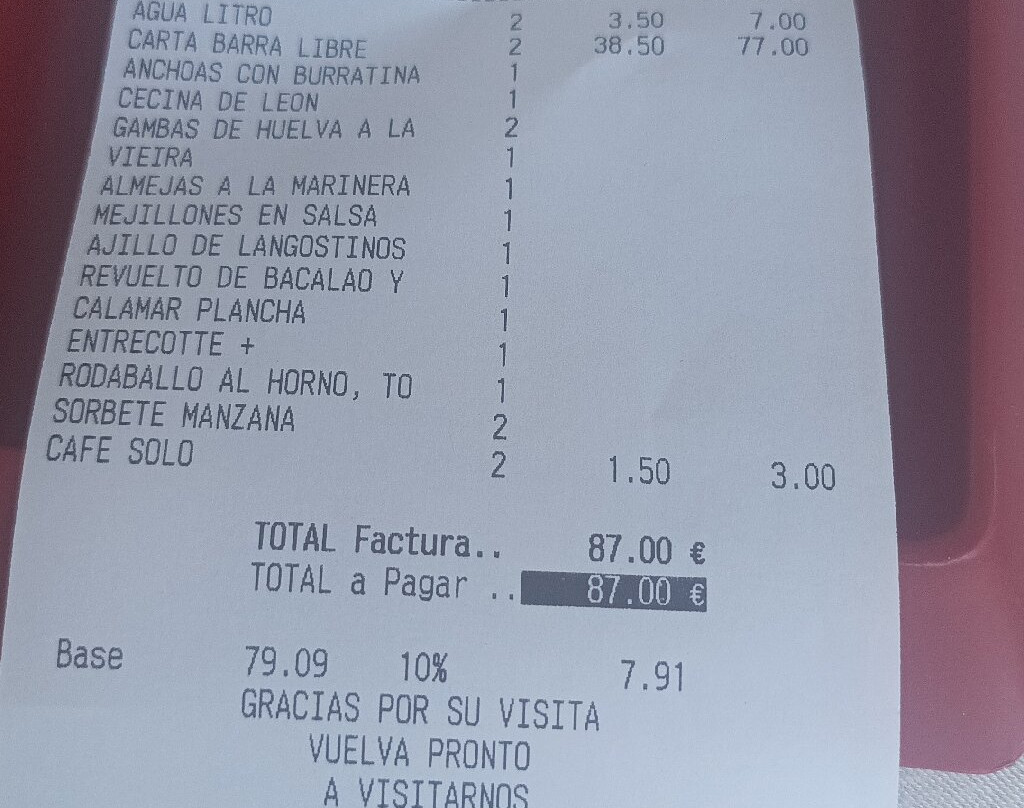 AGUA LITRO 2 3.50 7.00
CARTA BARRA LIBRE 2 38.50 77.00
ANCHOAS CON BURRATINA 1
CECINA DE LEON 1
GAMBAS DE HUELVA A LA 2
VIEIRA 1
ALMEJAS A LA MARINERA 1
MEJILLONES EN SALSA 1
AJILLO DE LANGOSTINOS 1
REVUELTO DE BACALAO Y 1
CALAMAR PLANCHA 1
ENTRECOTTE + 1
RODABALLO AL HORNO, TO 1
SORBETE MANZANA 2
CAFE SOLO 2 1.50 3.00
TOTAL Factura.. 87.00 €
TOTAL a Pagar .. 87.00 €
Base 79.09 10% 7.91
GRACIAS POR SU VISITA
VUELVA PRONTO
A VISITARNOS